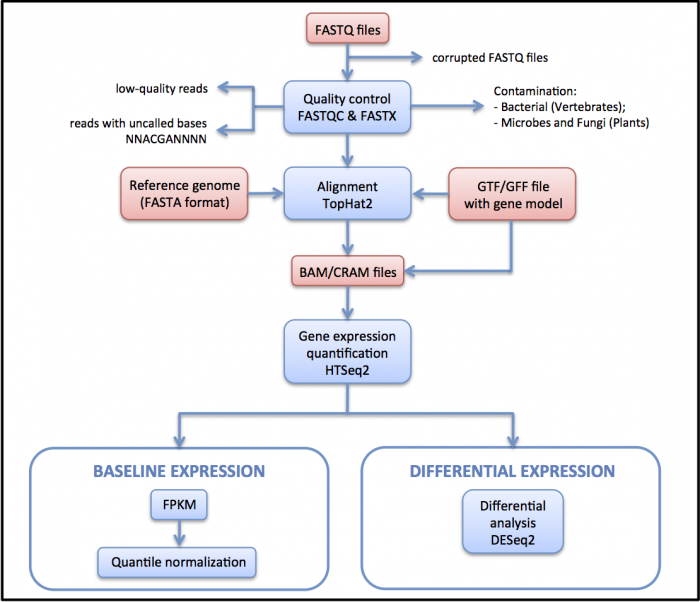 FASTQ files
corrupted FASTQ files
low-quality reads
reads with uncalled bases
NNACGANNNN
Quality control
FASTQC & FASTX
Contamination:
- Bacterial (Vertebrates);
- Microbes and Fungi (Plants)
Reference genome
(FASTA format)
Alignment
TopHat2
GTF/GFF file
with gene model
BAM/CRAM files
Gene expression
quantification
HTSeq2
BASELINE EXPRESSION
FPKM
Quantile normalization
DIFFERENTIAL EXPRESSION
Differential
analysis
DESeq2